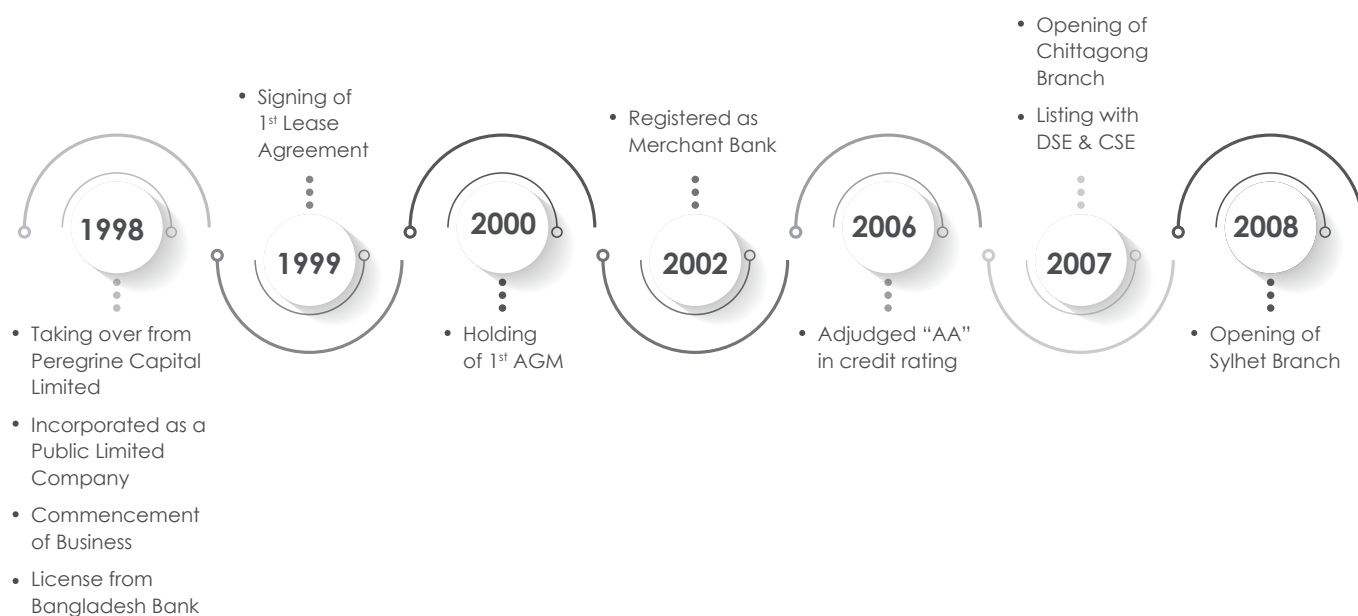 1998
• Taking over from
Peregrine Capital
Limited
• Incorporated as a
Public Limited
Company
• Commencement
of Business
• License from
Bangladesh Bank
• Signing of
1st Lease
Agreement
1999
2000
• Holding
of 1st AGM
• Registered as
Merchant Bank
2002
2006
• Adjudged “AA”
in credit rating
• Opening of
Chittagong
Branch
• Listing with
DSE & CSE
2007
2008
• Opening of
Sylhet Branch